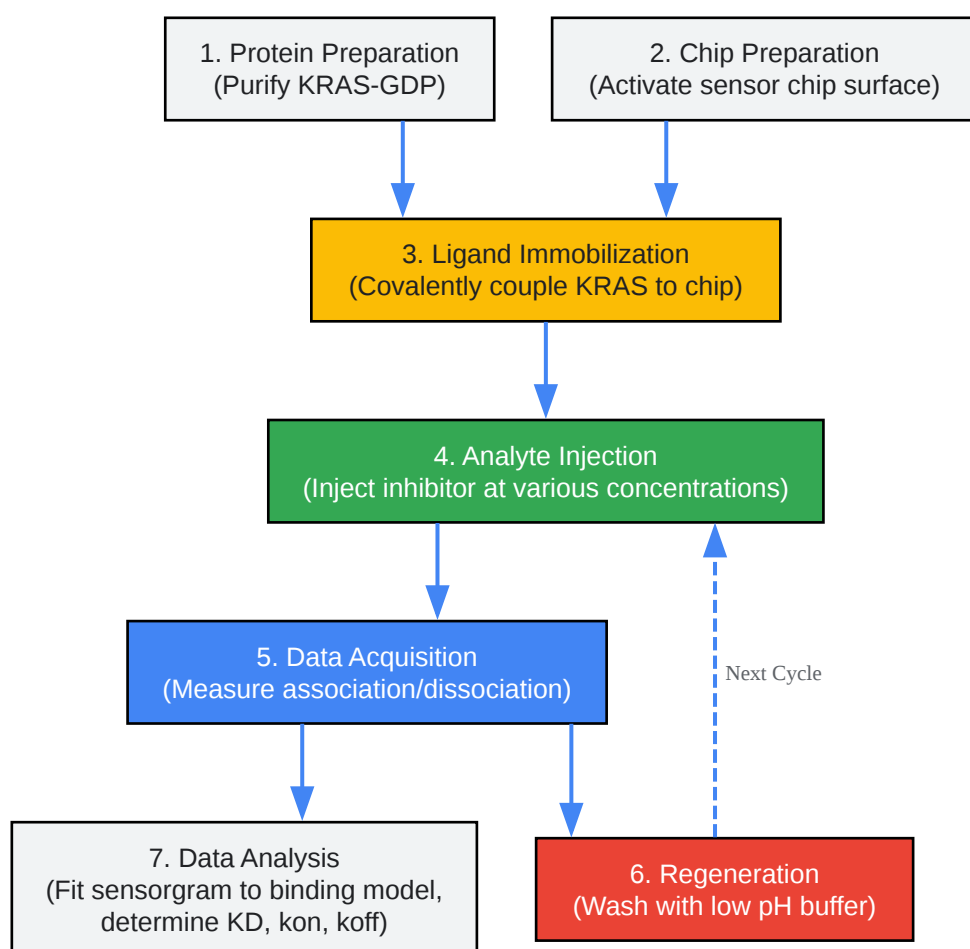 1. Protein Preparation
(Purify KRAS-GDP)
2. Chip Preparation
(Activate sensor chip surface)
3. Ligand Immobilization
(Covalently couple KRAS to chip)
4. Analyte Injection
(Inject inhibitor at various concentrations)
5. Data Acquisition
(Measure association/dissociation)
Next Cycle
7. Data Analysis
(Fit sensorgram to binding model,
determine KD, kon, koff)
6. Regeneration
(Wash with low pH buffer)